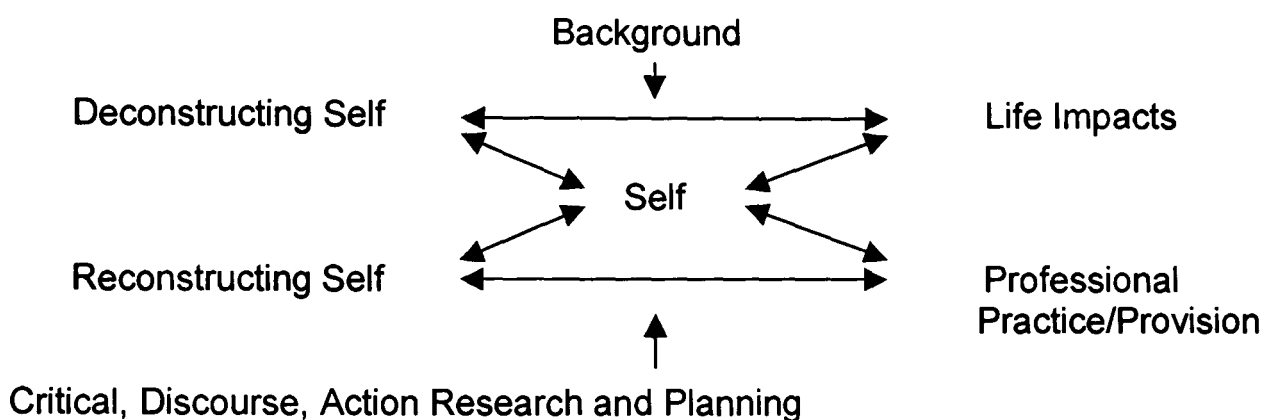 Background
Deconstructing Self
Life Impacts
Self
Reconstructing Self
Professional
Practice/Provision
Critical, Discourse, Action Research and Planning